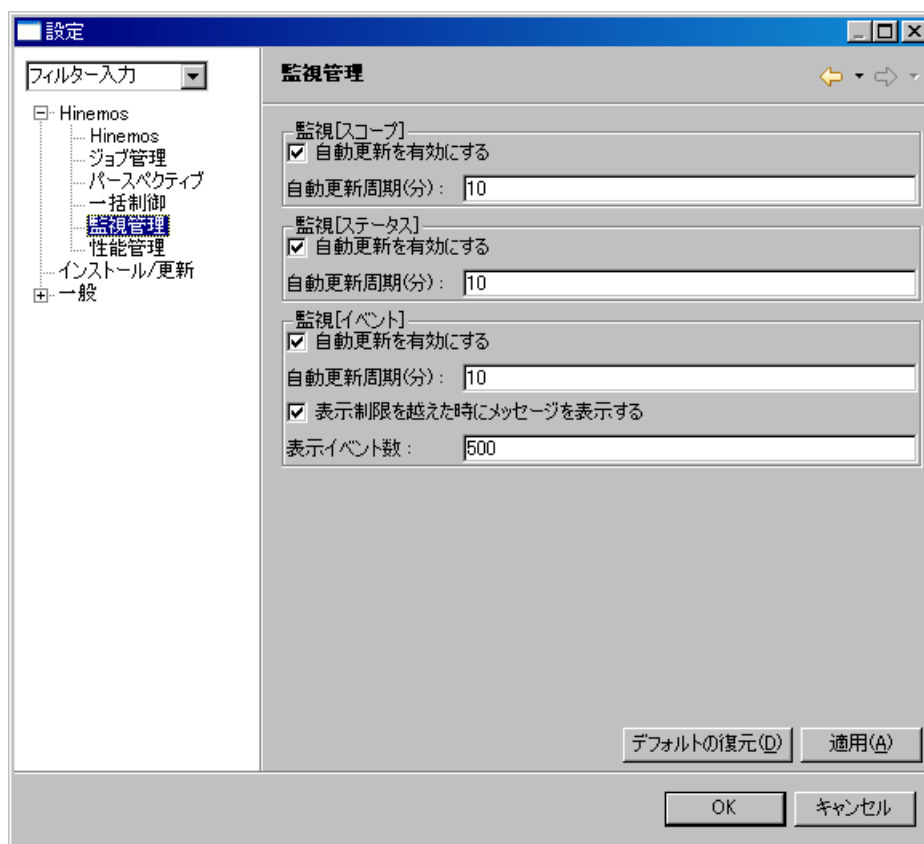 設定
フィルター入力
監視管理
Hinemos
Hinemos
ジョブ管理
パースペクティブ
一括制御
監視管理
性能管理
インストール/更新
一般
監視[スコープ]
自動更新を有効にする
自動更新周期(分)： 10
監視[ステータス]
自動更新を有効にする
自動更新周期(分)： 10
監視[イベント]
自動更新を有効にする
自動更新周期(分)： 10
表示制限を越えた時にメッセージを表示する
表示イベント数： 500
デフォルトの復元(D) 適用(A)
OK キャンセル